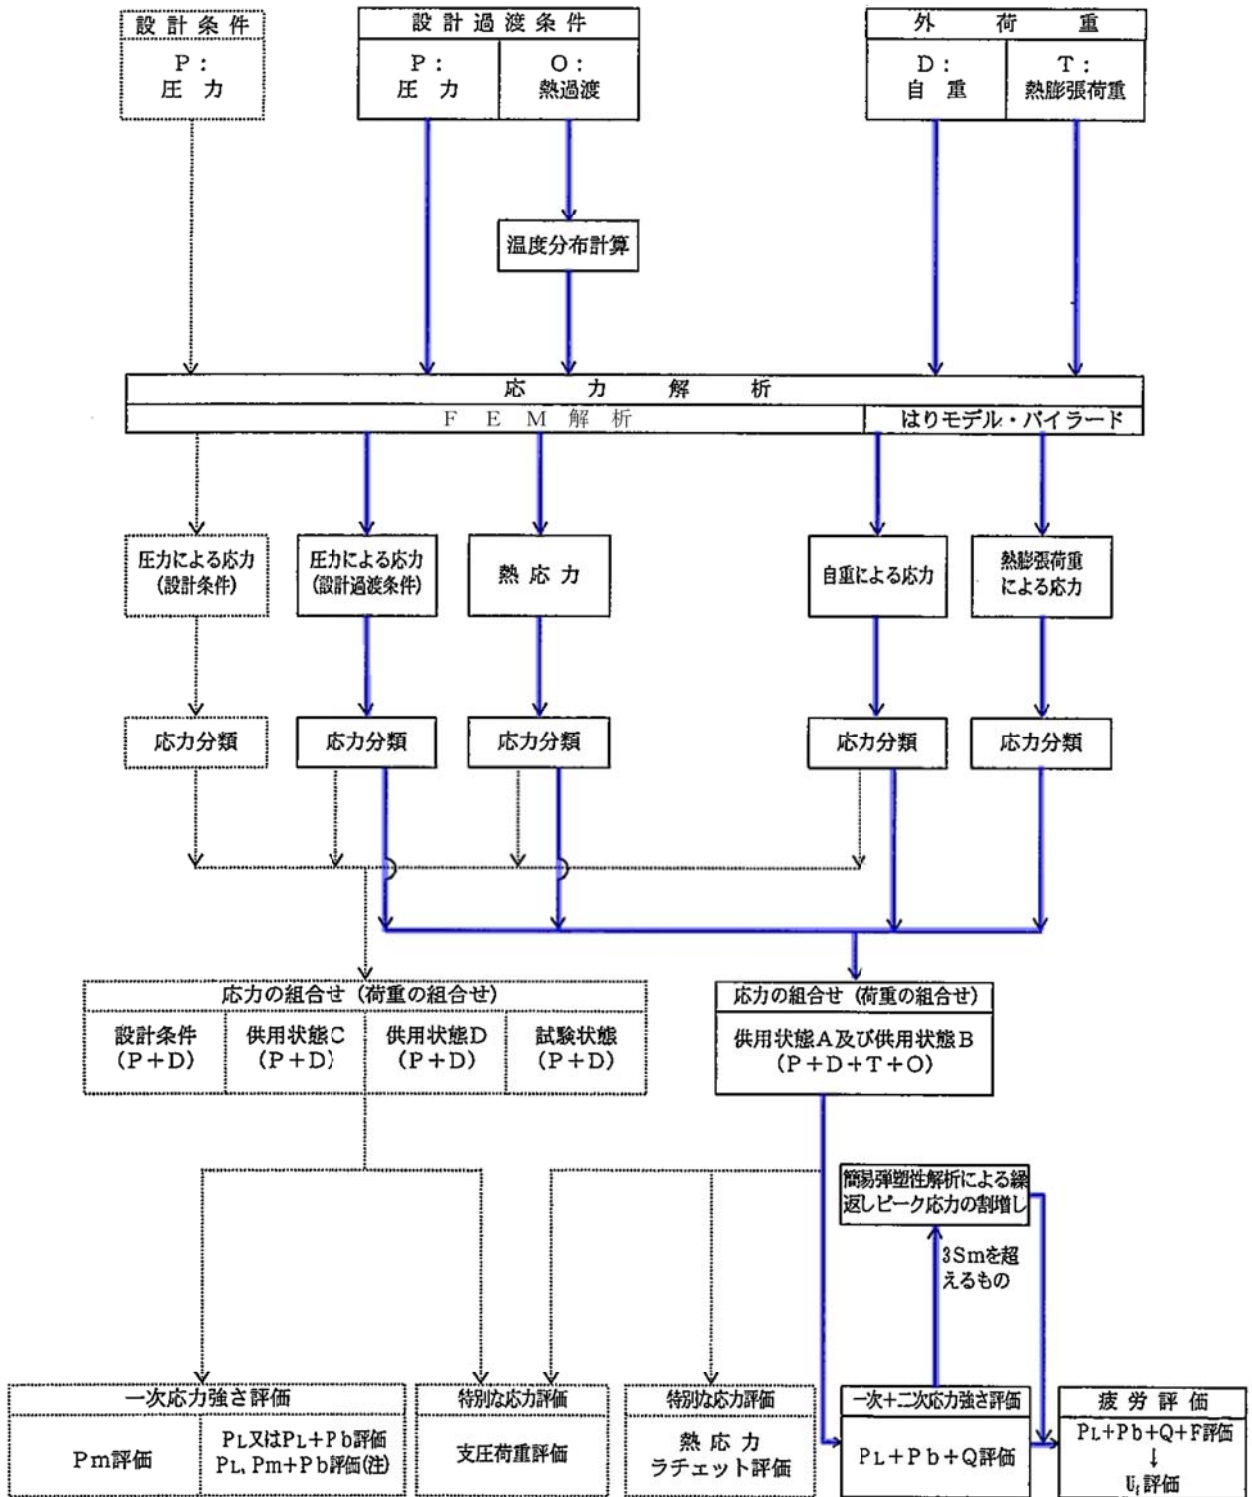 設計条件
P：
圧力
設計過渡条件
P：
圧力
O：
熱過渡
外荷重
D：
自重
T：
熱膨張荷重
温度分布計算
応力解析
FEM解析
はりモデル・バイラード
圧力による応力
(設計条件)
圧力による応力
(設計過渡条件)
熱応力
自重による応力
熱膨張荷重
による応力
応力分類
応力分類
応力分類
応力分類
応力分類
応力の組合せ（荷重の組合せ）
設計条件
(P＋D)
供用状態C
(P＋D)
供用状態D
(P＋D)
試験状態
(P＋D)
応力の組合せ（荷重の組合せ）
供用状態A及び供用状態B
(P＋D＋T＋O)
簡易弾塑性解析による繰
返しピーク応力の割増し
3Smを超
えるもの
一次応力強さ評価
Pm評価
PL又はPL＋Pb評価
PL、Pm＋Pb評価(注)
特別な応力評価
支圧荷重評価
特別な応力評価
熱応力
ラチェット評価
一次＋二次応力強さ評価
PL＋Pb＋Q評価
疲労評価
PL＋Pb＋Q＋F評価
↓
Uf評価